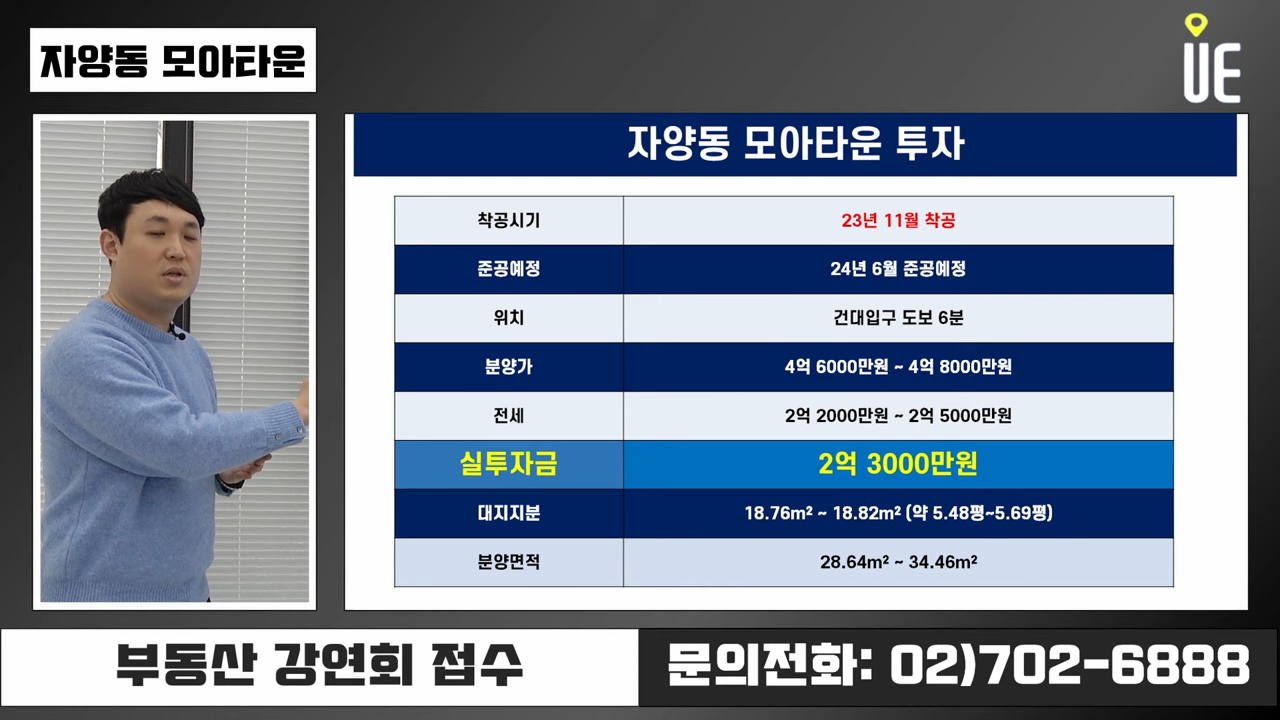 자양동 모아타운
UE
자양동 모아타운 투자
착공시기 23년 11월 착공
준공예정 24년 6월 준공예정
위치 건대입구 도보 6분
분양가 4억 6000만원 ~ 4억 8000만원
전세 2억 2000만원 ~ 2억 5000만원
실투자금 2억 3000만원
대지지분 18.76m² ~ 18.82m² (약 5.48평~5.69평)
분양면적 28.64m² ~ 34.46m²
부동산 강연회 접수
문의전화: 02)702-6888